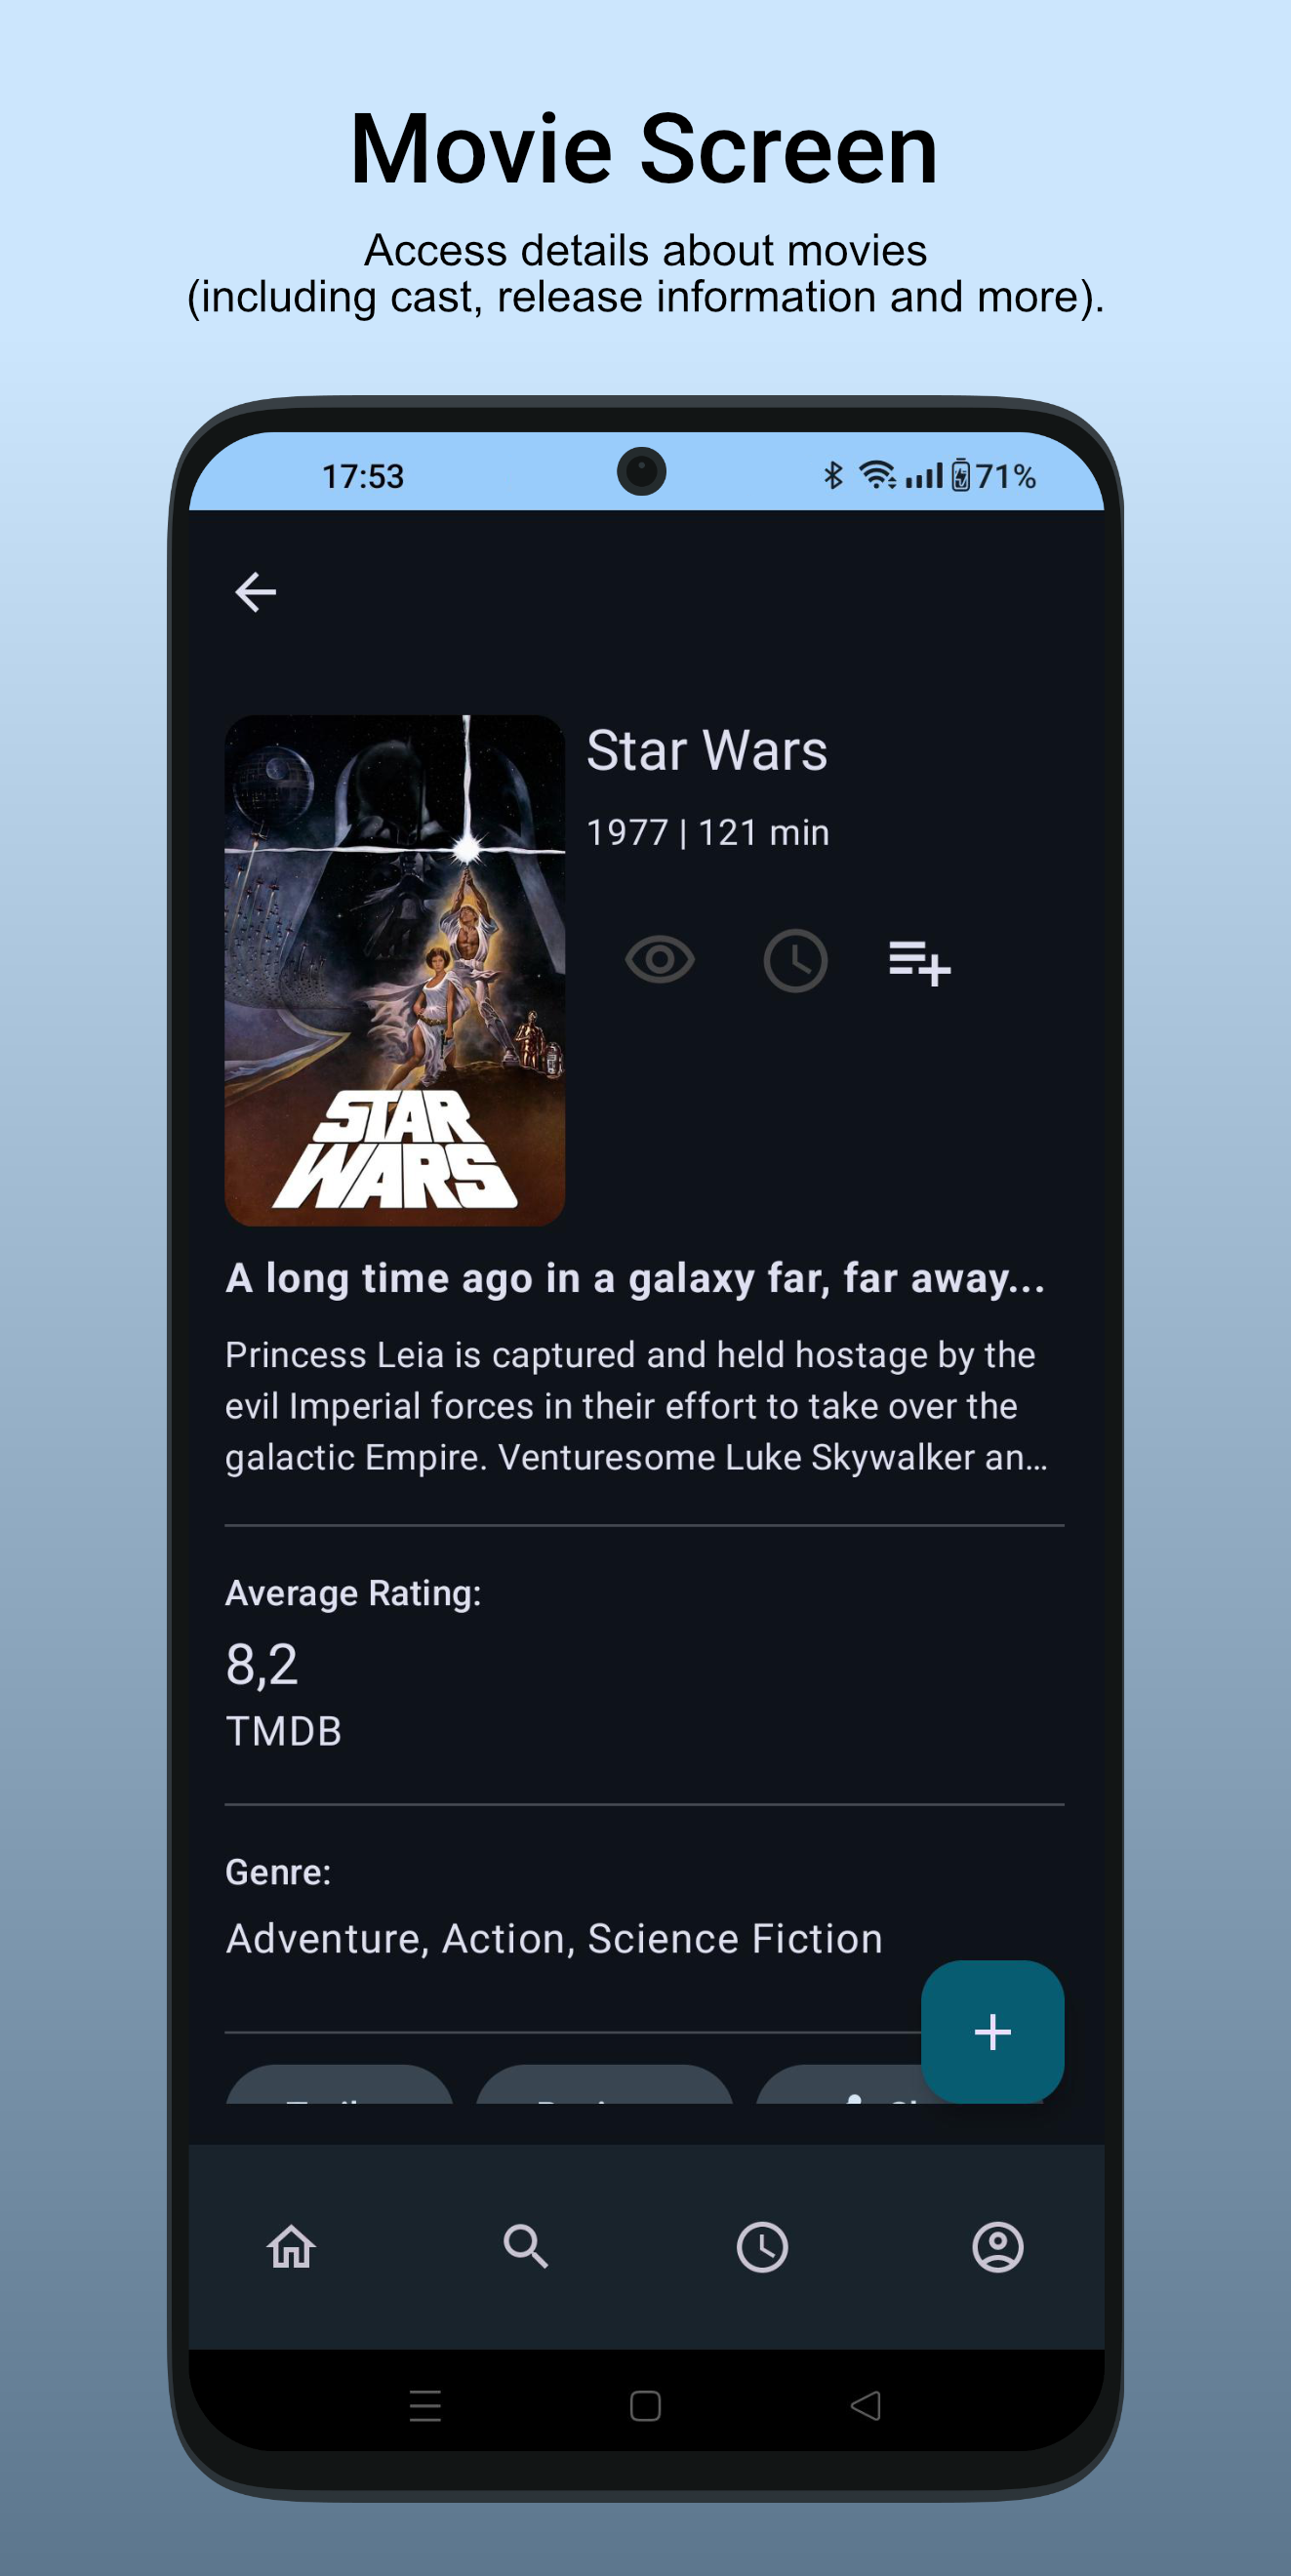 Movie Screen
Access details about movies
(including cast, release information and more).
17:53
71%
Star Wars
1977 | 121 min
STAR
WARS
A long time ago in a galaxy far, far away...
Princess Leia is captured and held hostage by the
evil Imperial forces in their effort to take over the
galactic Empire. Venturesome Luke Skywalker an...
Average Rating:
8,2
TMDB
Genre:
Adventure, Action, Science Fiction